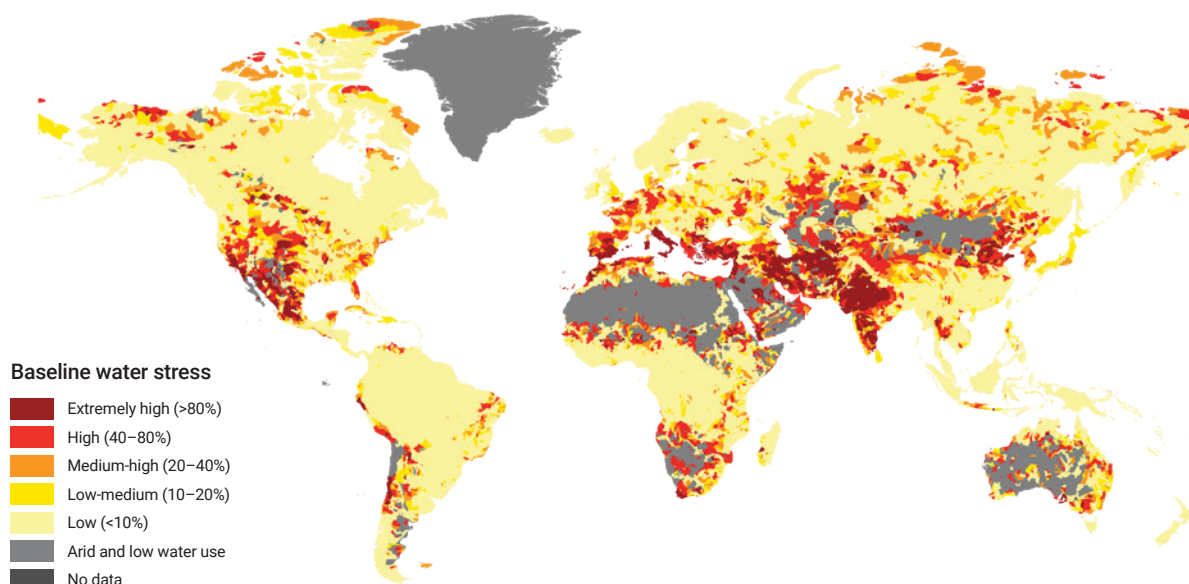 Baseline water stress
Extremely high (>80%)
High (40–80%)
Medium-high (20–40%)
Low-medium (10–20%)
Low (<10%)
Arid and low water use
No data